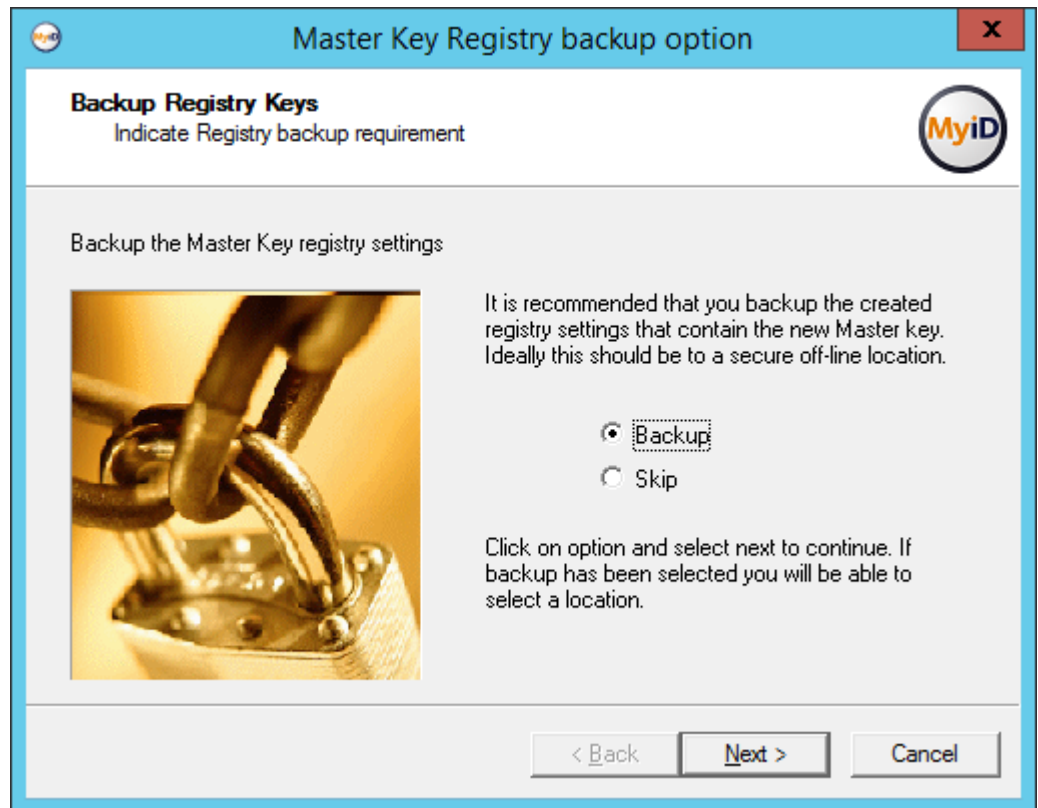 MyiD
Master Key Registry backup option
x
Backup Registry Keys
Indicate Registry backup requirement
MyiD
Backup the Master Key registry settings
It is recommended that you backup the created
registry settings that contain the new Master key.
Ideally this should be to a secure off-line location.
Backup
Skip
Click on option and select next to continue. If
backup has been selected you will be able to
select a location.
< Back
Next >
Cancel